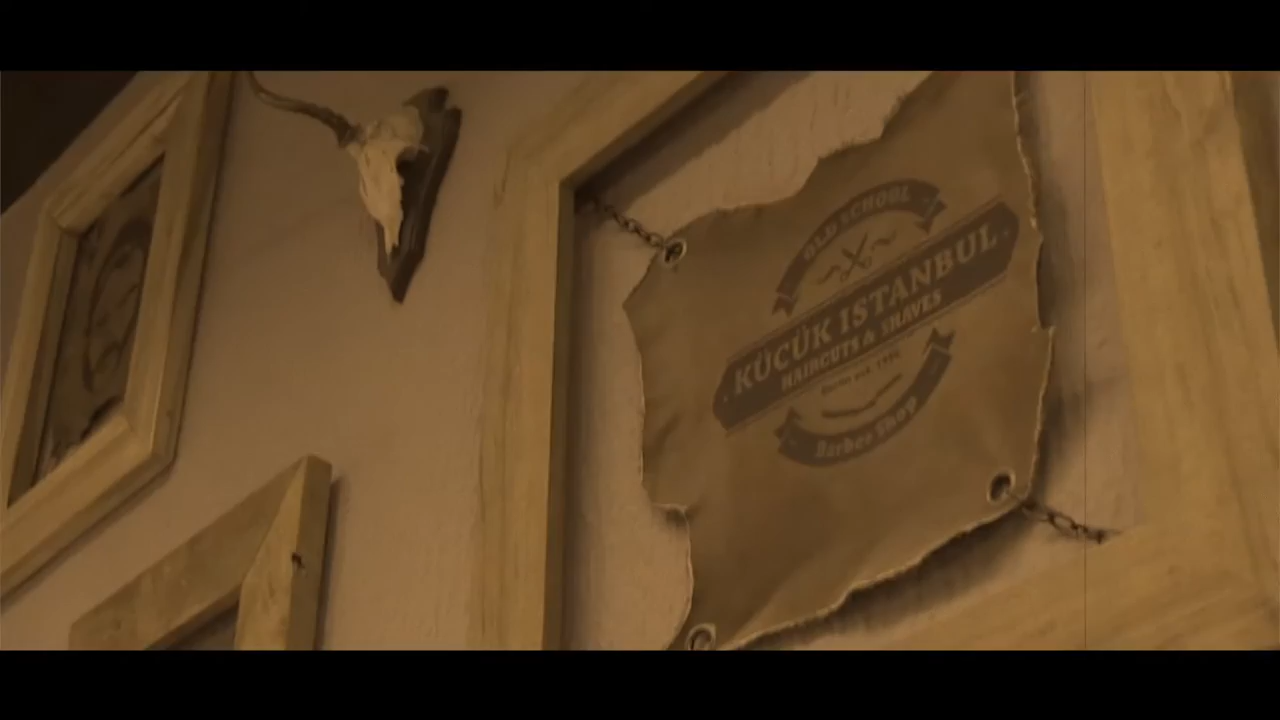 OLD SCHOOL
KÜCÜK ISTANBUL
HAIRCUTS & SHAVES
Barber Shop